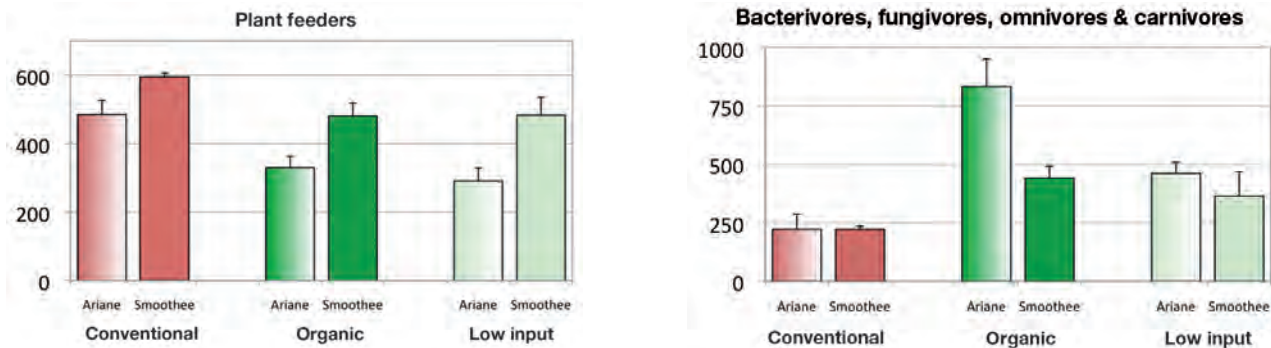 Plant feeders
600
400
200
0
Ariane Smoothee Ariane Smoothee Ariane Smoothee
Conventional Organic Low input
Bacterivores, fungivores, omnivores & carnivores
1000
750
500
250
0
Ariane Smoothee Ariane Smoothee Ariane Smoothee
Conventional Organic Low input